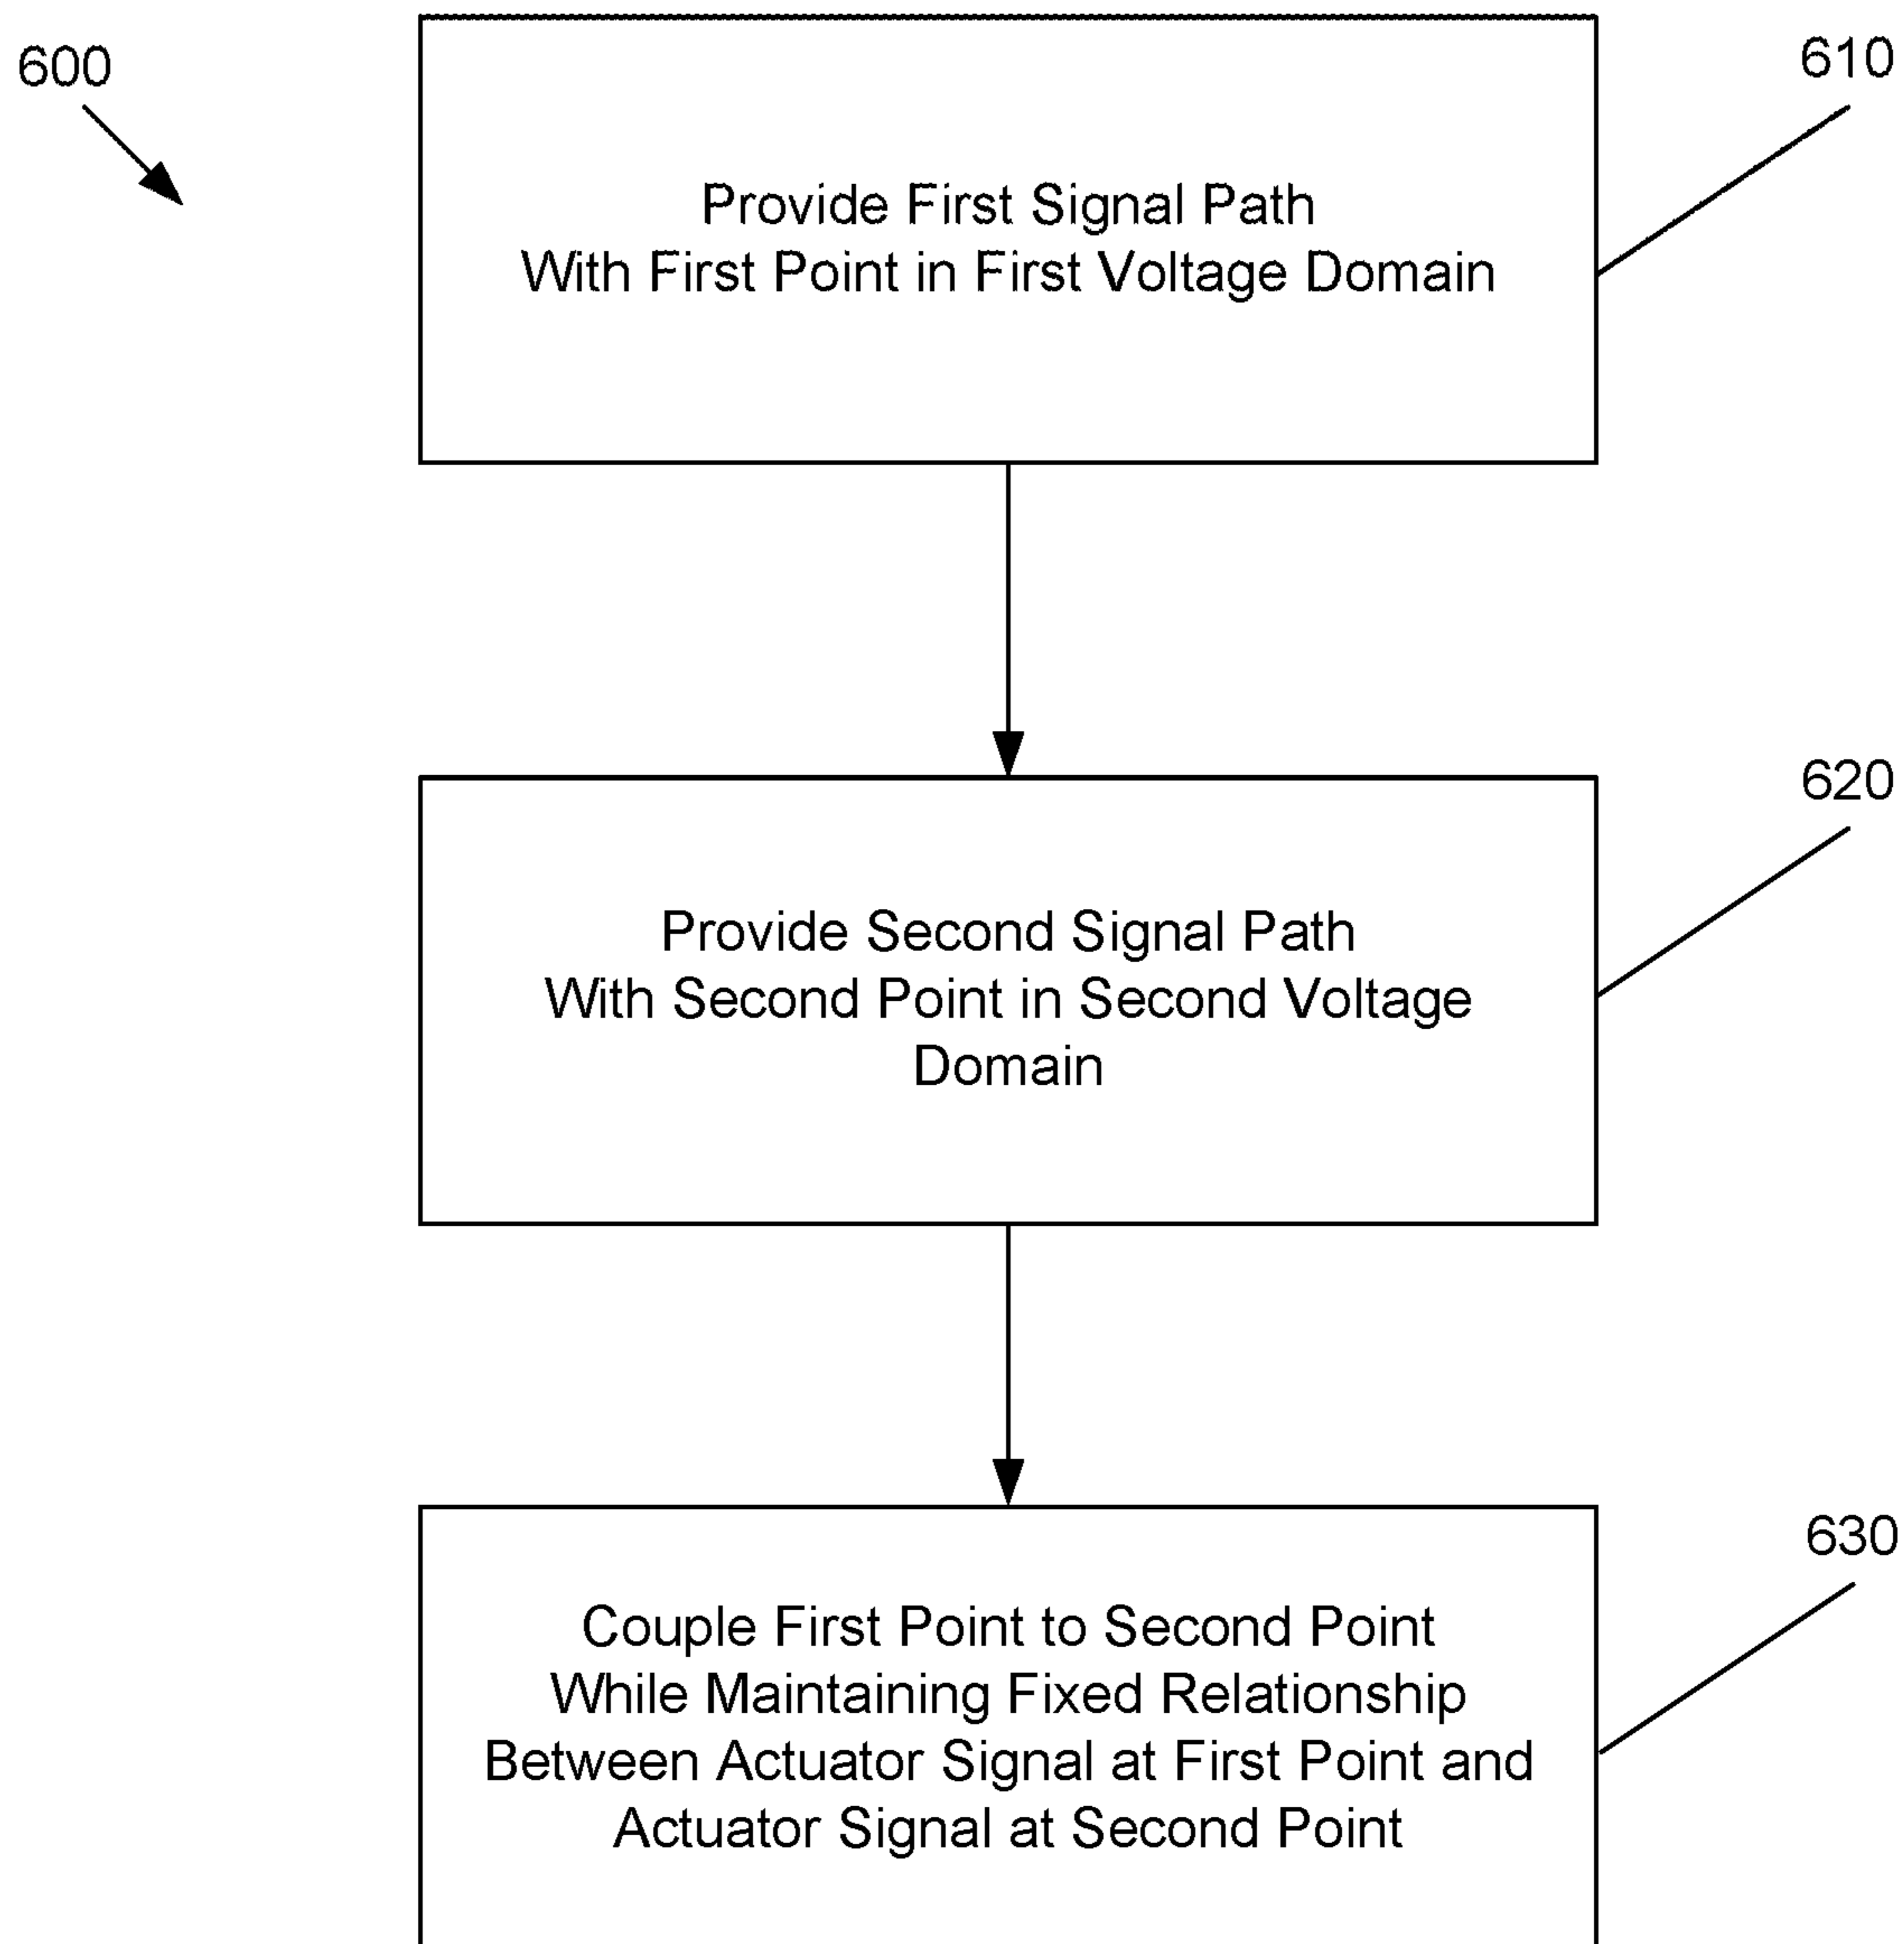 600
610
Provide First Signal Path
With First Point in First Voltage Domain
620
Provide Second Signal Path
With Second Point in Second Voltage
Domain
630
Couple First Point to Second Point
While Maintaining Fixed Relationship
Between Actuator Signal at First Point and
Actuator Signal at Second Point